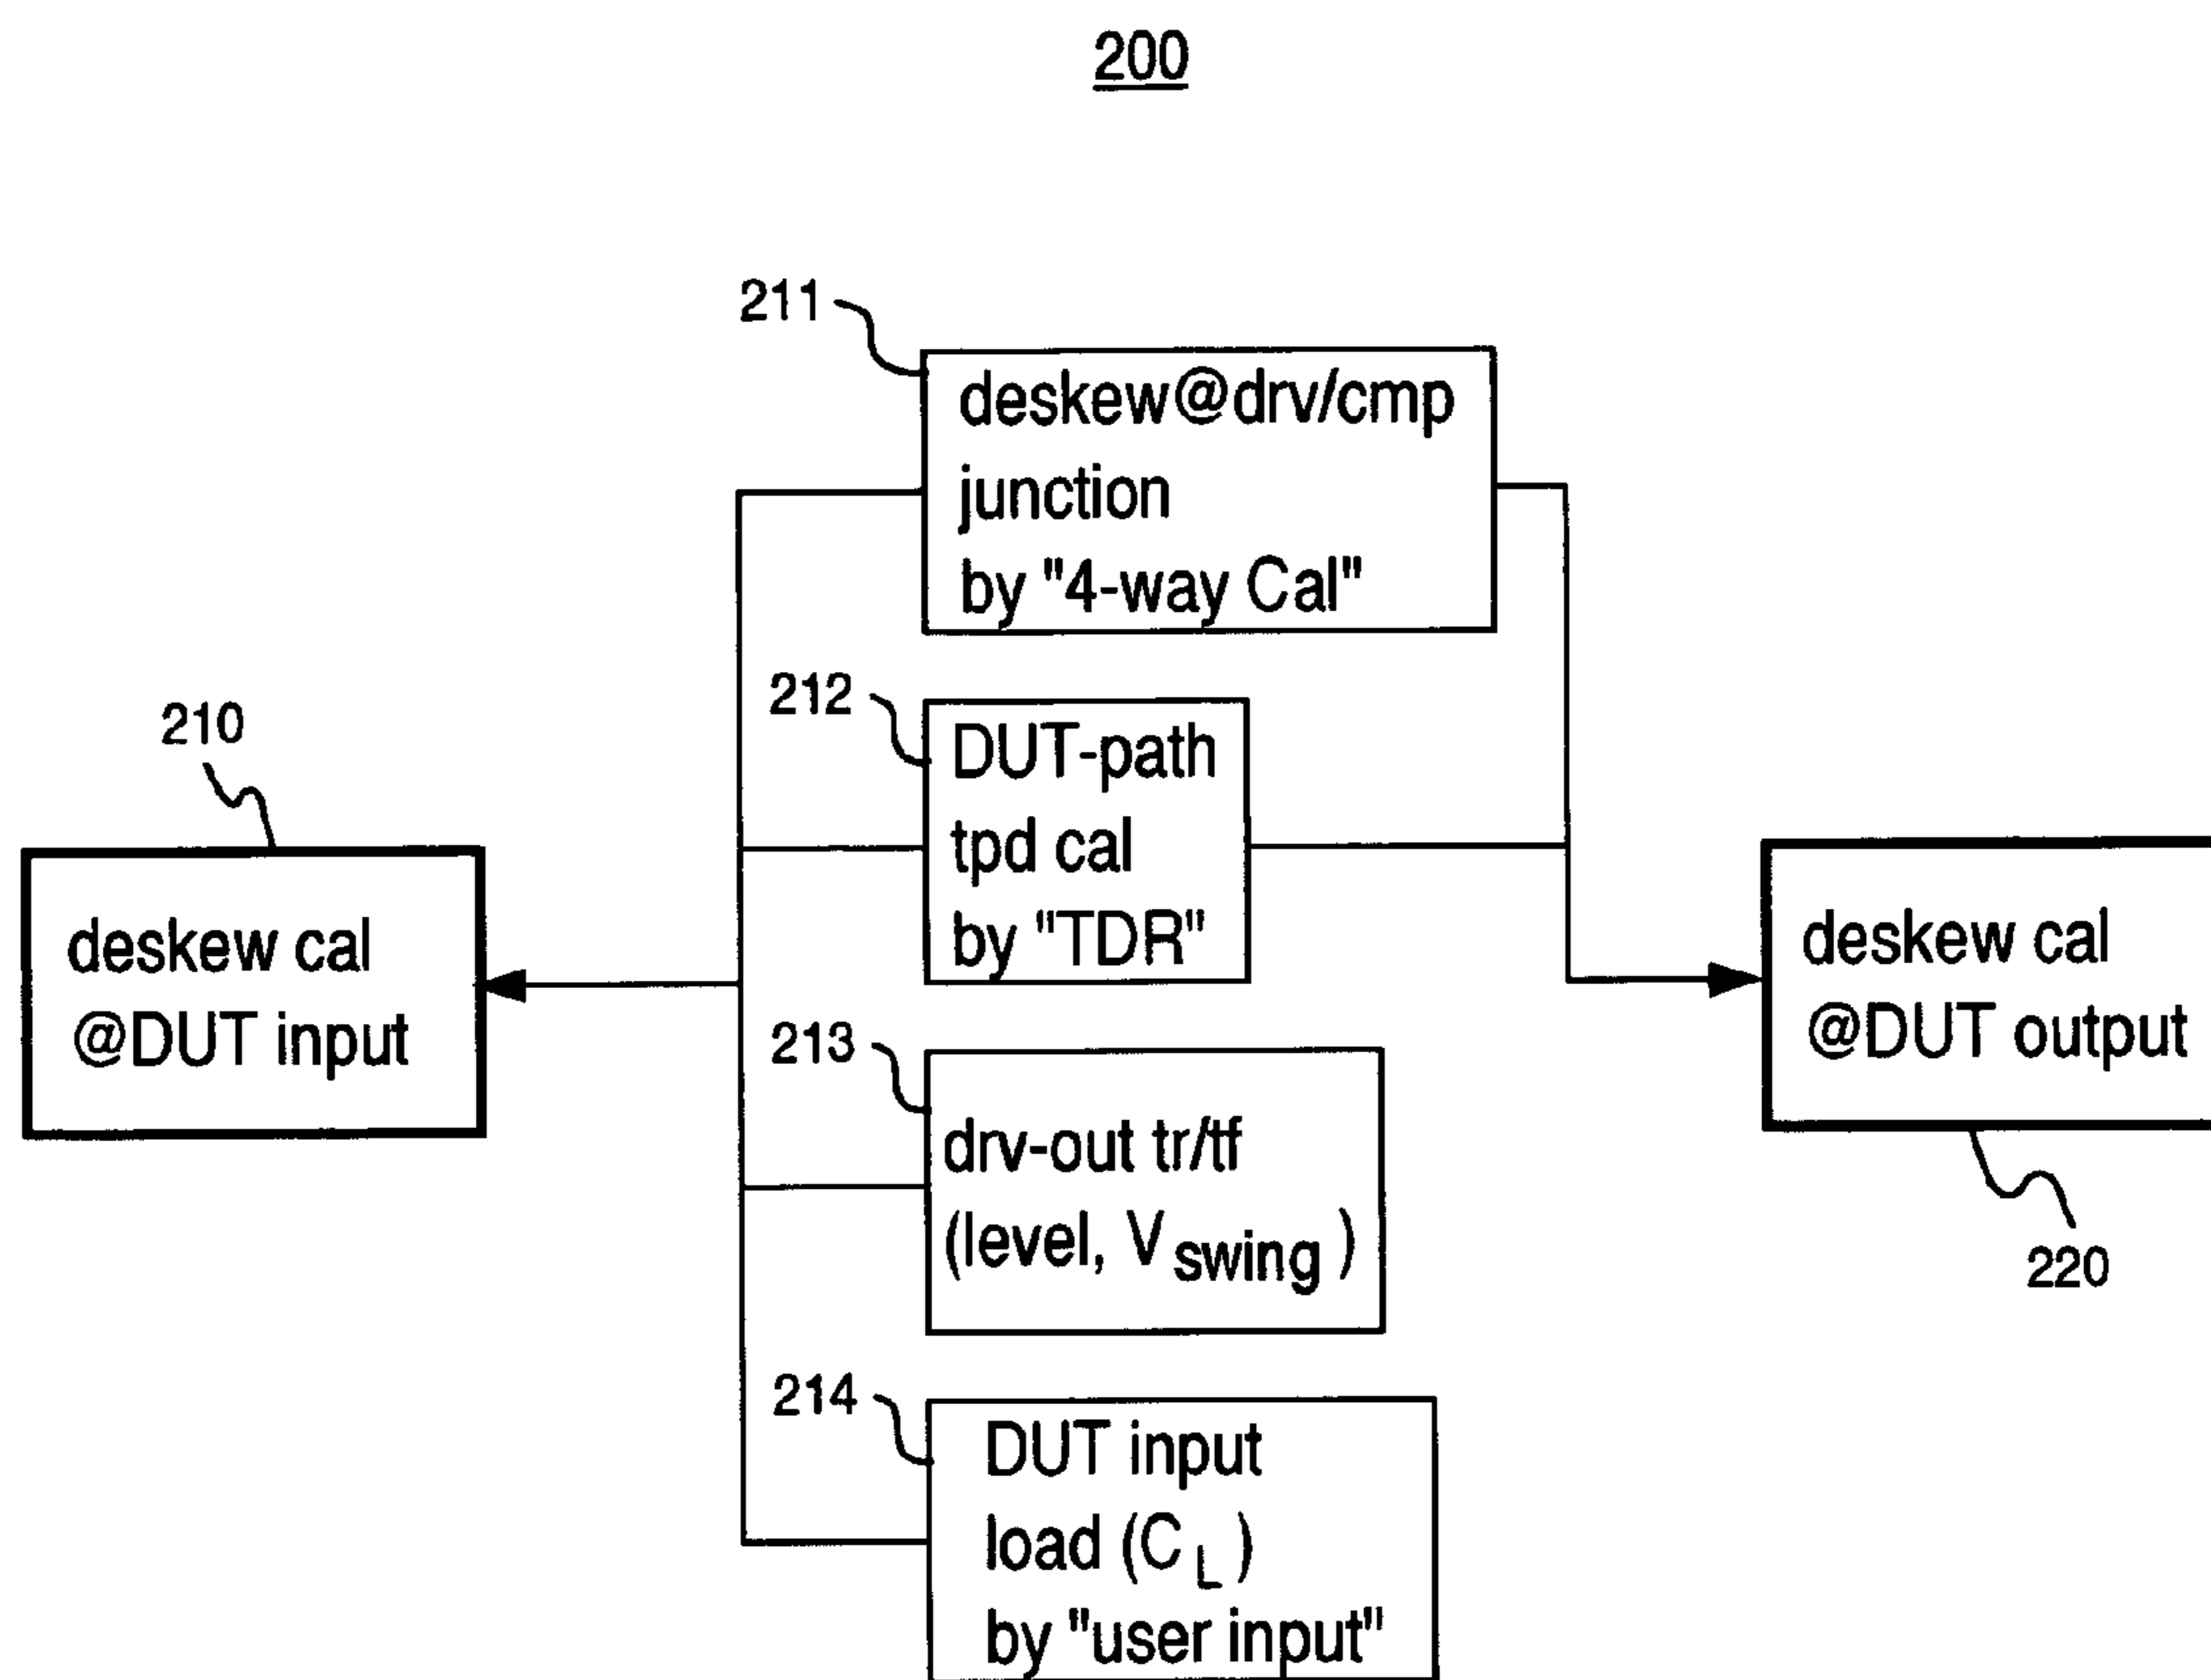 200
211
deskew@drv/cmp
junction
by "4-way Cal"
212
DUT-path
tpd cal
by "TDR"
210
deskew cal
@DUT input
213
drv-out tr/tf
(level, Vswing )
214
DUT input
load (CL)
by "user input"
deskew cal
@DUT output
220